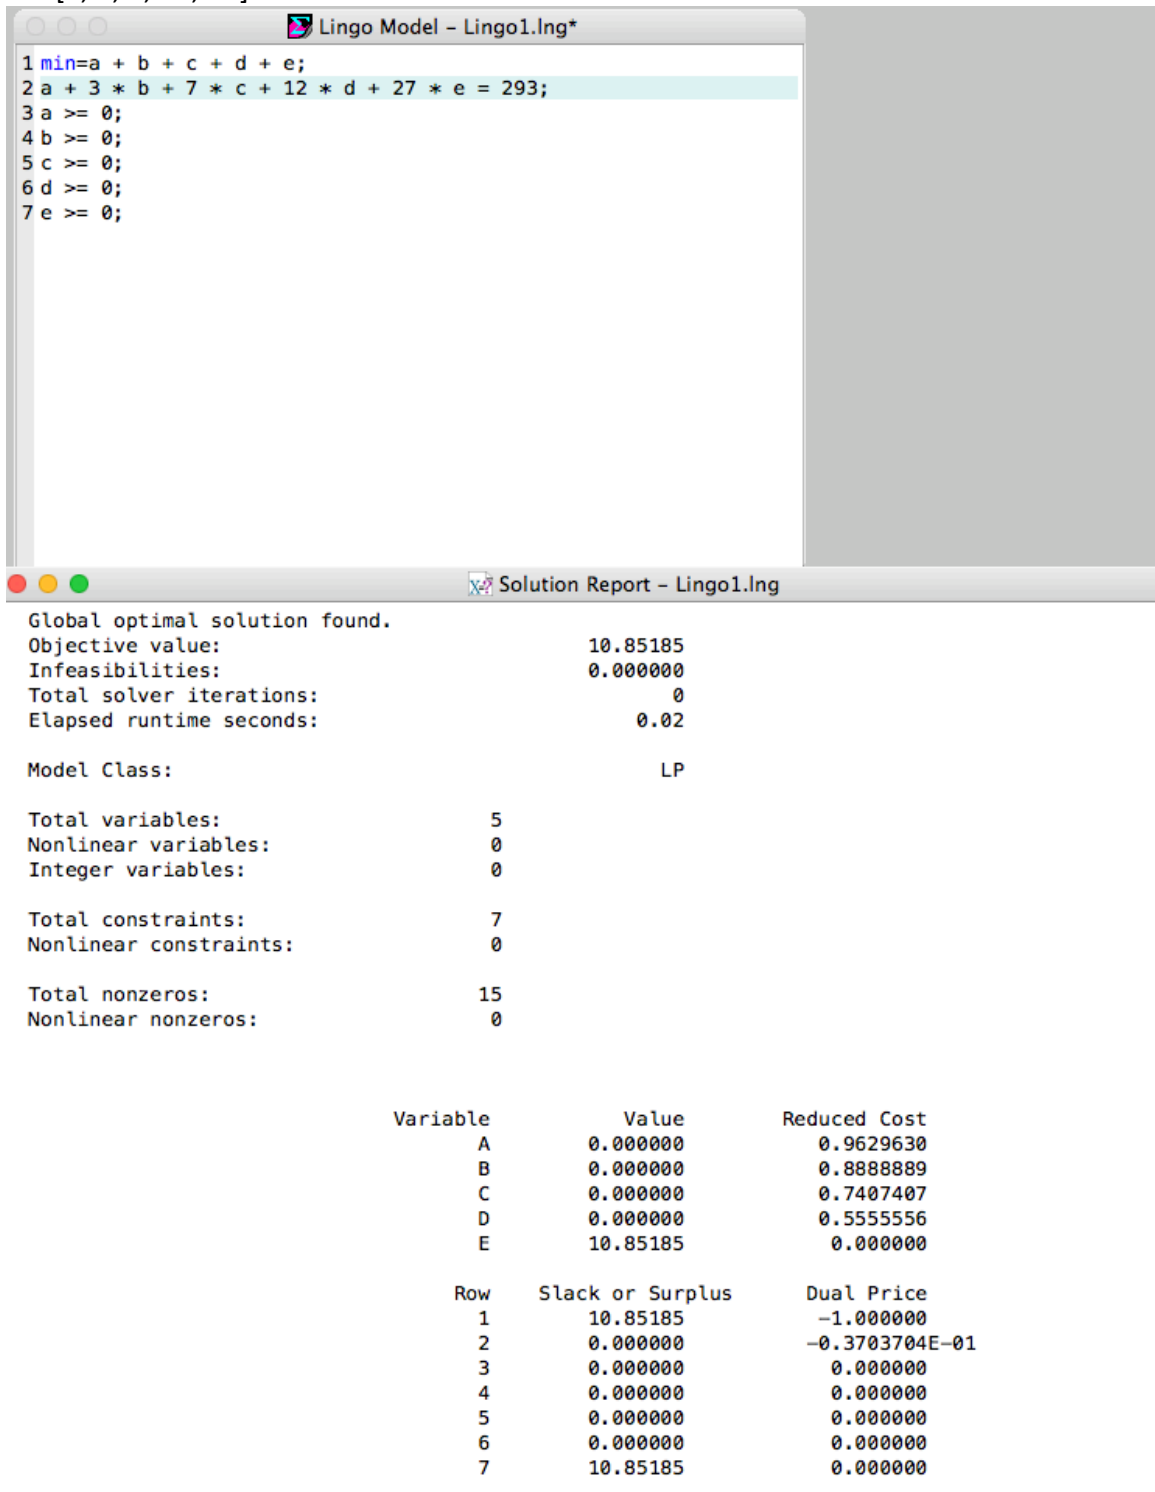 Lingo Model – Lingo1.lng*
1 min=a + b + c + d + e;
2 a + 3 * b + 7 * c + 12 * d + 27 * e = 293;
3 a >= 0;
4 b >= 0;
5 c >= 0;
6 d >= 0;
7 e >= 0;
Solution Report – Lingo1.lng
Global optimal solution found.
Objective value: 10.85185
Infeasibilities: 0.000000
Total solver iterations: 0
Elapsed runtime seconds: 0.02
Model Class: LP
Total variables: 5
Nonlinear variables: 0
Integer variables: 0
Total constraints: 7
Nonlinear constraints: 0
Total nonzeros: 15
Nonlinear nonzeros: 0
Variable Value Reduced Cost
A 0.000000 0.9629630
B 0.000000 0.8888889
C 0.000000 0.7407407
D 0.000000 0.5555556
E 10.85185 0.000000
Row Slack or Surplus Dual Price
1 10.85185 -1.000000
2 0.000000 -0.3703704E-01
3 0.000000 0.000000
4 0.000000 0.000000
5 0.000000 0.000000
6 0.000000 0.000000
7 10.85185 0.000000